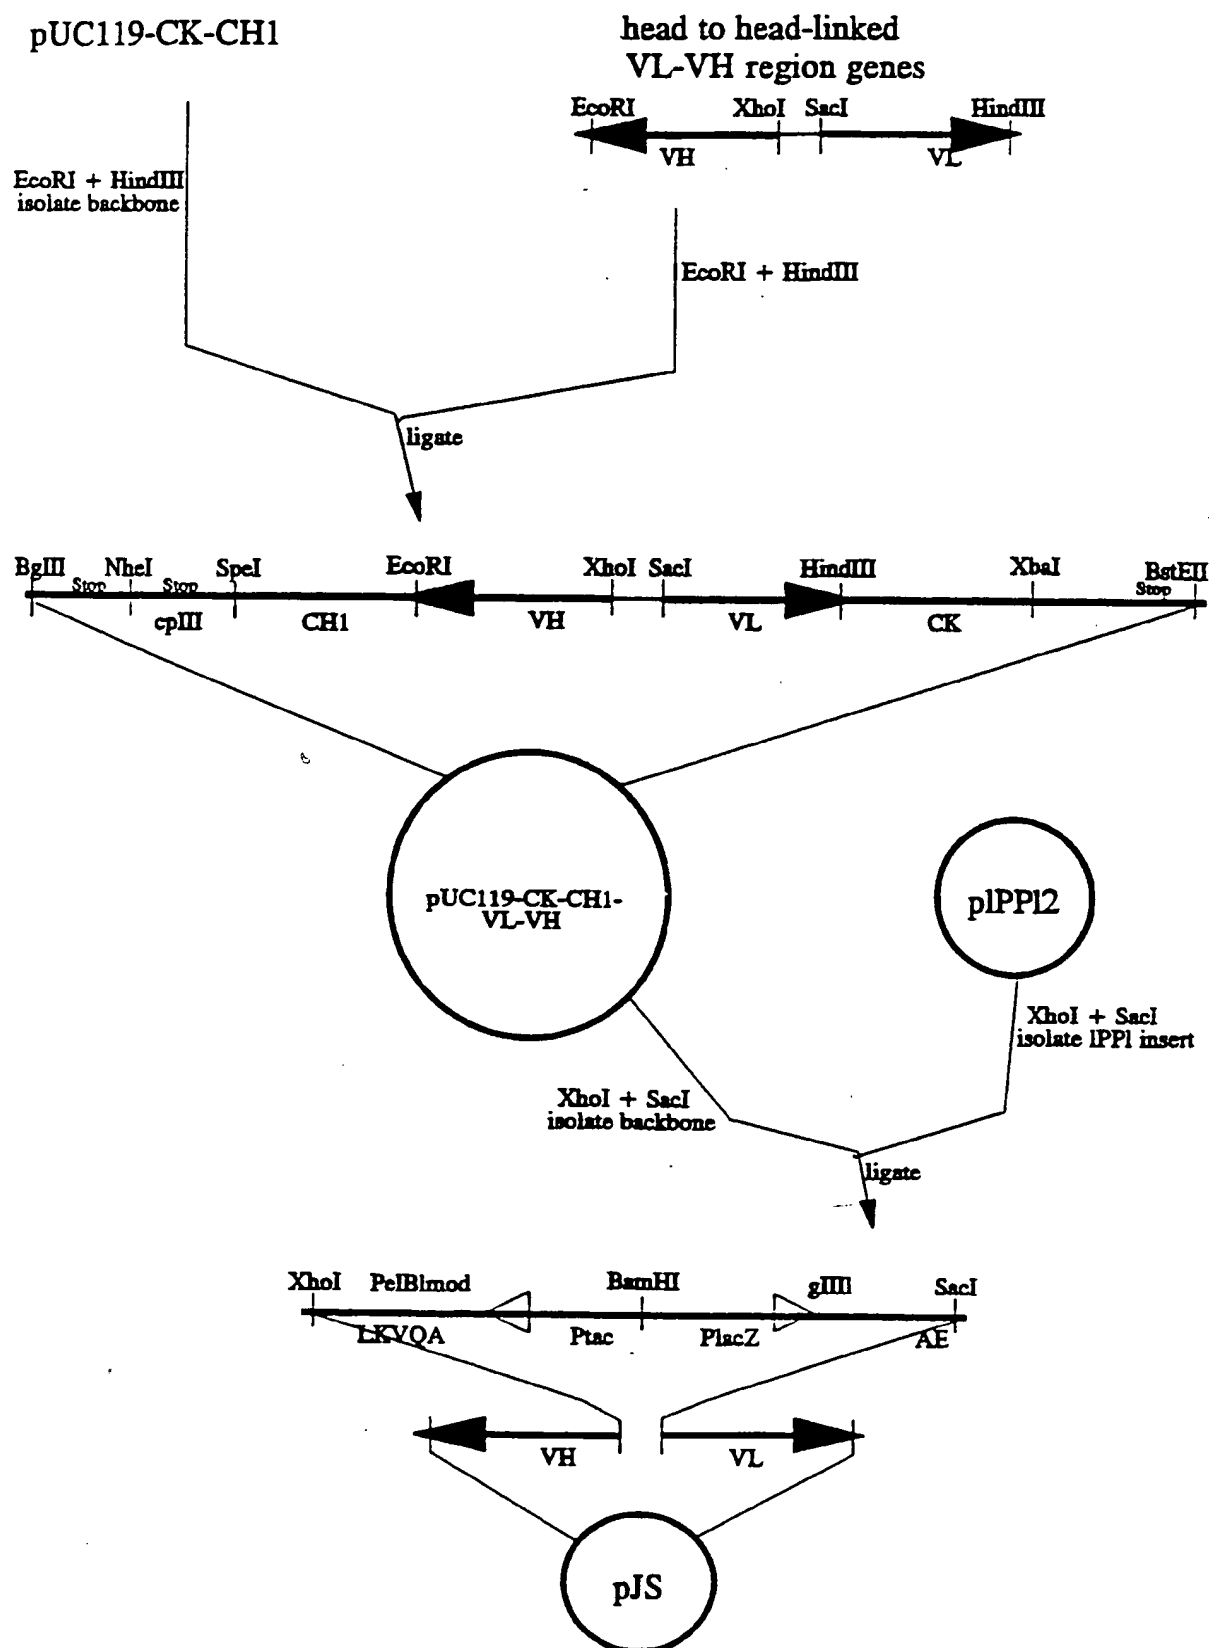 pUC119-CK-CH1
head to head-linked
VL-VH region genes
EcoRI XhoI SacI HindIII
VH VL
EcoRI + HindIII
isolate backbone
EcoRI + HindIII
ligate
BglII NheI SpeI EcoRI XhoI SacI HindIII XbaI BstEII
Stop Stop Stop
cpIII CH1 VH VL CK
pUC119-CK-CH1-
VL-VH
plPPl2
XhoI + SacI
isolate lPPl insert
XhoI + SacI
isolate backbone
ligate
XhoI PelBlmod BamHI gIIIl SacI
LKVQA Ptac PlacZ AE
VH VL
pJS